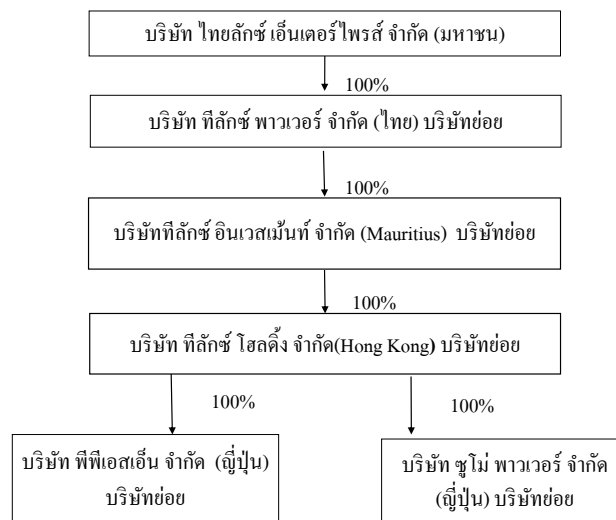 บริษัท ไทยลักซ์ เอ็นเตอร์ไพรส์ จำกัด (มหาชน)
100%
บริษัท ทีลักซ์ พาวเวอร์ จำกัด (ไทย) บริษัทย่อย
100%
บริษัททีลักซ์ อินเวสเม้นท์ จำกัด (Mauritius) บริษัทย่อย
100%
บริษัท ทีลักซ์ โฮลดิ้ง จำกัด(Hong Kong) บริษัทย่อย
100%
100%
บริษัท พีพีเอสเอ็น จำกัด (ญี่ปุ่น)
บริษัทย่อย
บริษัท ซูโม่ พาวเวอร์ จำกัด
(ญี่ปุ่น) บริษัทย่อย